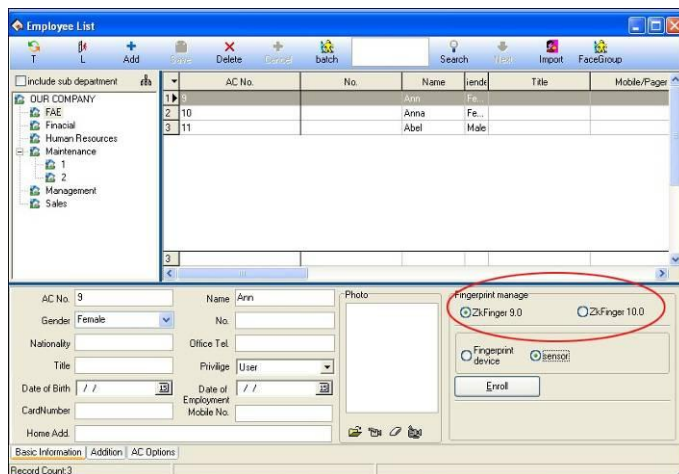 Employee List
T L Add Save Delete Cancel batch Search Next Import FaceGroup
include sub department
AC No. No. Name iende Title Mobile/Pager
OUR COMPANY
FAE
Finacial
Human Resources
Maintenance
1
2
Management
Sales
1 9 Ann Fe...
2 10 Anna Fe...
3 11 Abel Male
3
AC No. 9 Name Ann Photo Fingerprint manage
ZkFinger 9.0 ZkFinger 10.0
Gender Female No.
Nationality Office Tel.
Fingerprint device sensor
Title Privilige User
Date of Birth / / 15 Date of Employment / / 15
Enroll
CardNumber Mobile No.
Home Add.
Basic Information Addition AC Options
Record Count:3